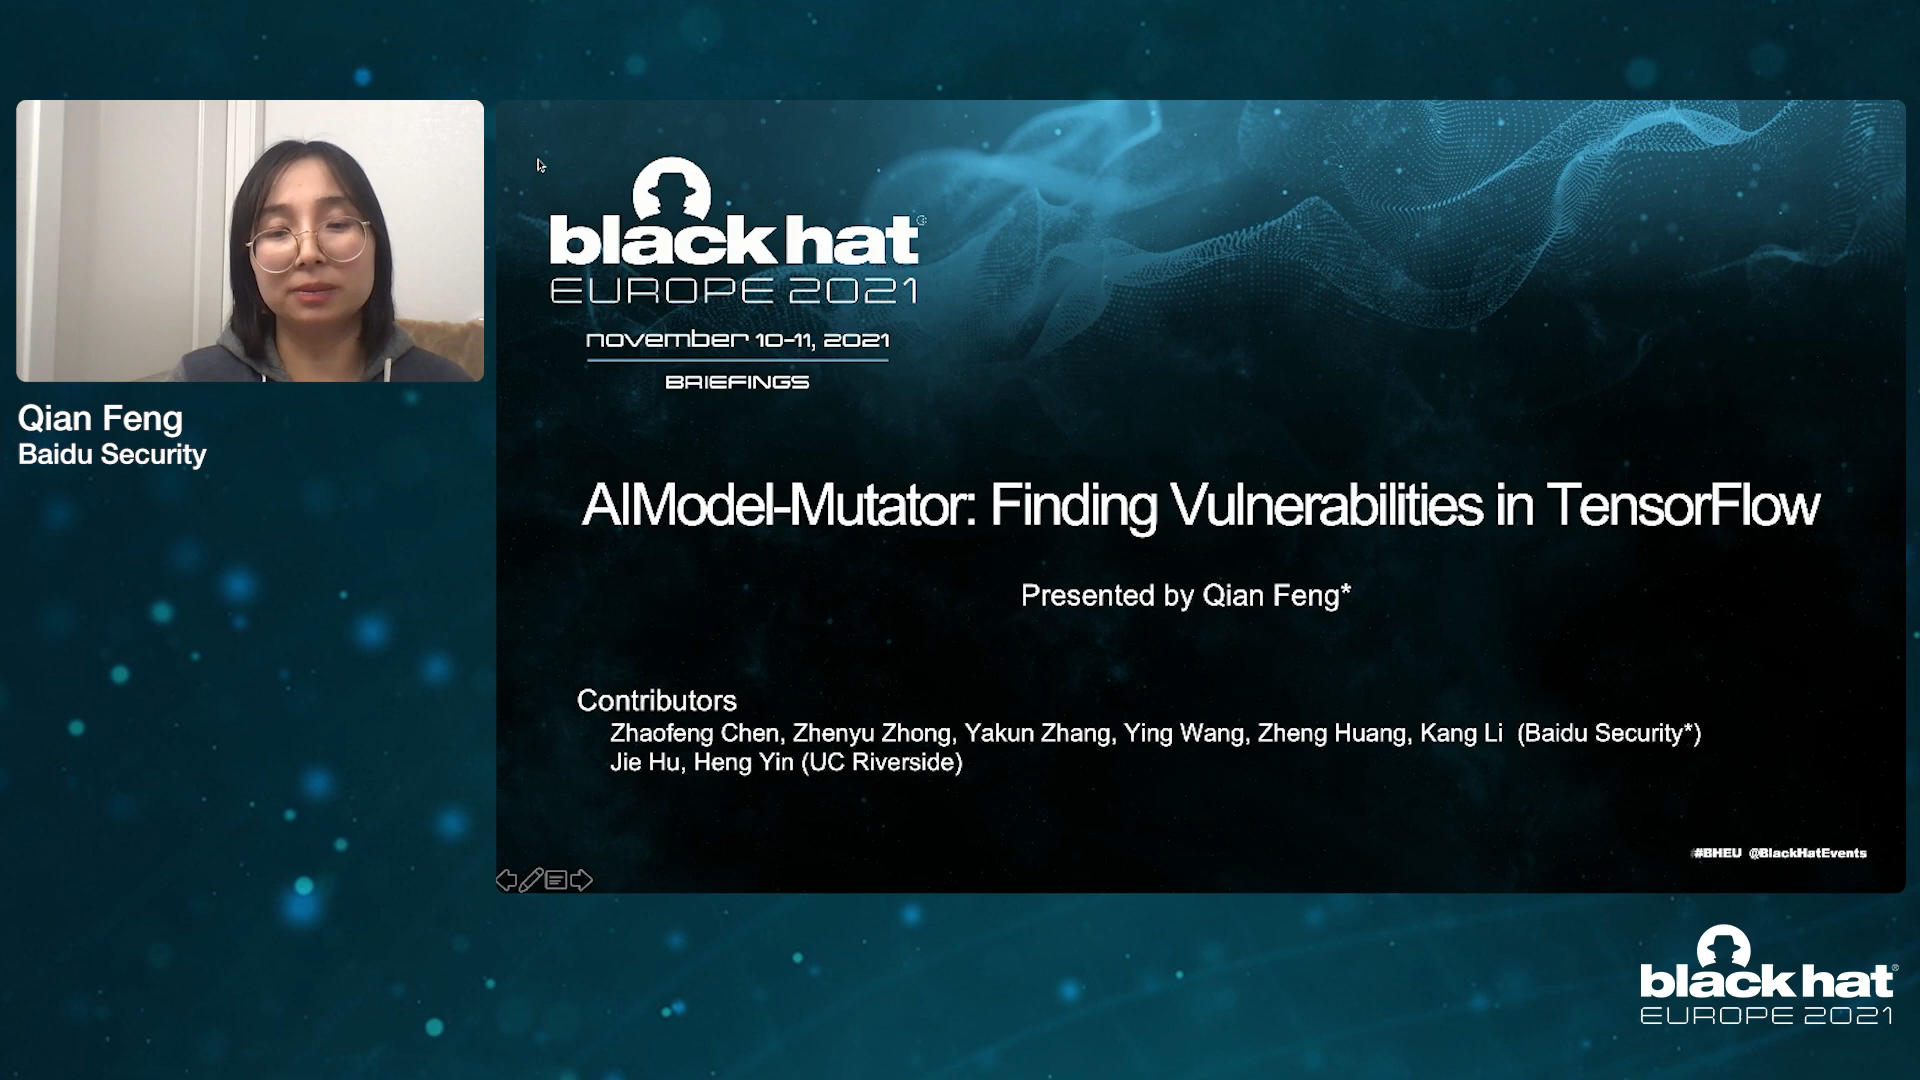 Qian Feng
Baidu Security
black hat
EUROPE 2021
november 10-11, 2021
BRIEFINGS
AIModel-Mutator: Finding Vulnerabilities in TensorFlow
Presented by Qian Feng*
Contributors
Zhaofeng Chen, Zhenyu Zhong, Yakun Zhang, Ying Wang, Zheng Huang, Kang Li (Baidu Security*)
Jie Hu, Heng Yin (UC Riverside)
#BHEU @BlackHatEvents
black hat®
EUROPE 2021